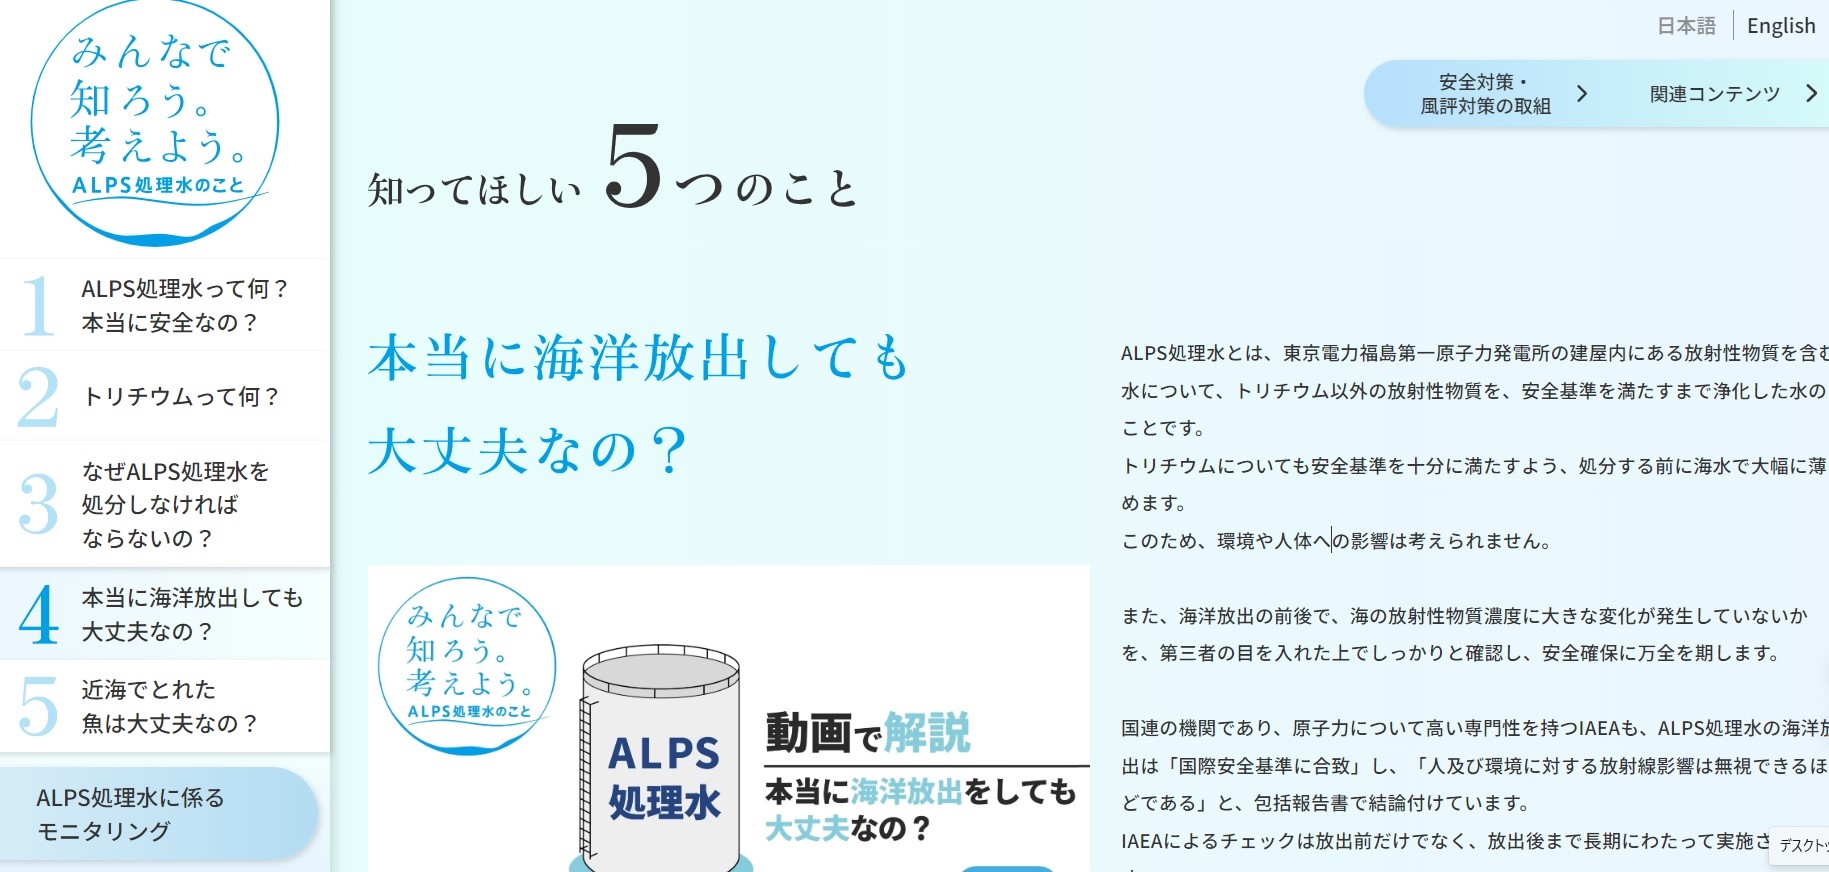 みんなで
知ろう。
考えよう。
ALPS処理水のこと
1
ALPS処理水って何？
本当に安全なの？
2
トリチウムって何？
3
なぜALPS処理水を
処分しなければ
ならないの？
4
本当に海洋放出しても
大丈夫なの？
5
近海でとれた
魚は大丈夫なの？
ALPS処理水に係る
モニタリング
日本語
English
安全対策・
風評対策の取組
関連コンテンツ
知ってほしい 5つのこと
本当に海洋放出しても
大丈夫なの？
みんなで
知ろう。
考えよう。
ALPS処理水のこと
ALPS
処理水
動画で解説
本当に海洋放出をしても
大丈夫なの？
ALPS処理水とは、東京電力福島第一原子力発電所の建屋内にある放射性物質を含む
水について、トリチウム以外の放射性物質を、安全基準を満たすまで浄化した水の
ことです。
トリチウムについても安全基準を十分に満たすよう、処分する前に海水で大幅に薄
めます。
このため、環境や人体への影響は考えられません。
また、海洋放出の前後で、海の放射性物質濃度に大きな変化が発生していないか
を、第三者の目を入れた上でしっかりと確認し、安全確保に万全を期します。
国連の機関であり、原子力について高い専門性を持つIAEAも、ALPS処理水の海洋放
出は「国際安全基準に合致」し、「人及び環境に対する放射線影響は無視できるほ
どである」と、包括報告書で結論付けています。
IAEAによるチェックは放出前だけでなく、放出後まで長期にわたって実施さ
デスクトッ